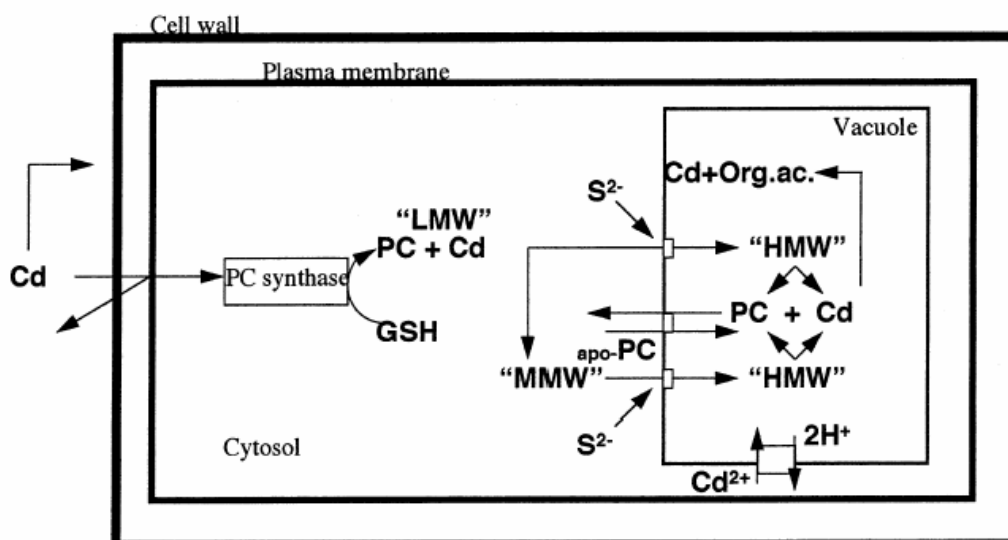 Cell wall
Plasma membrane
Vacuole
Cd+Org.ac.
S2-
“LMW”
PC + Cd
“HMW”
Cd
PC synthase
PC + Cd
GSH
apo-PC
“MMW”
“HMW”
S2-
2H+
Cytosol
Cd2+